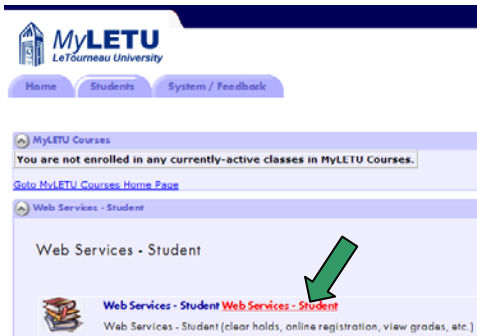 MyLETU
LeTourneau University
Home Students System / Feedback
MyLETU Courses
You are not enrolled in any currently-active classes in MyLETU Courses.
Goto MyLETU Courses Home Page
Web Services - Student
Web Services - Student
Web Services - Student Web Services - Student
Web Services - Student (clear holds, online registration, view grades, etc.)